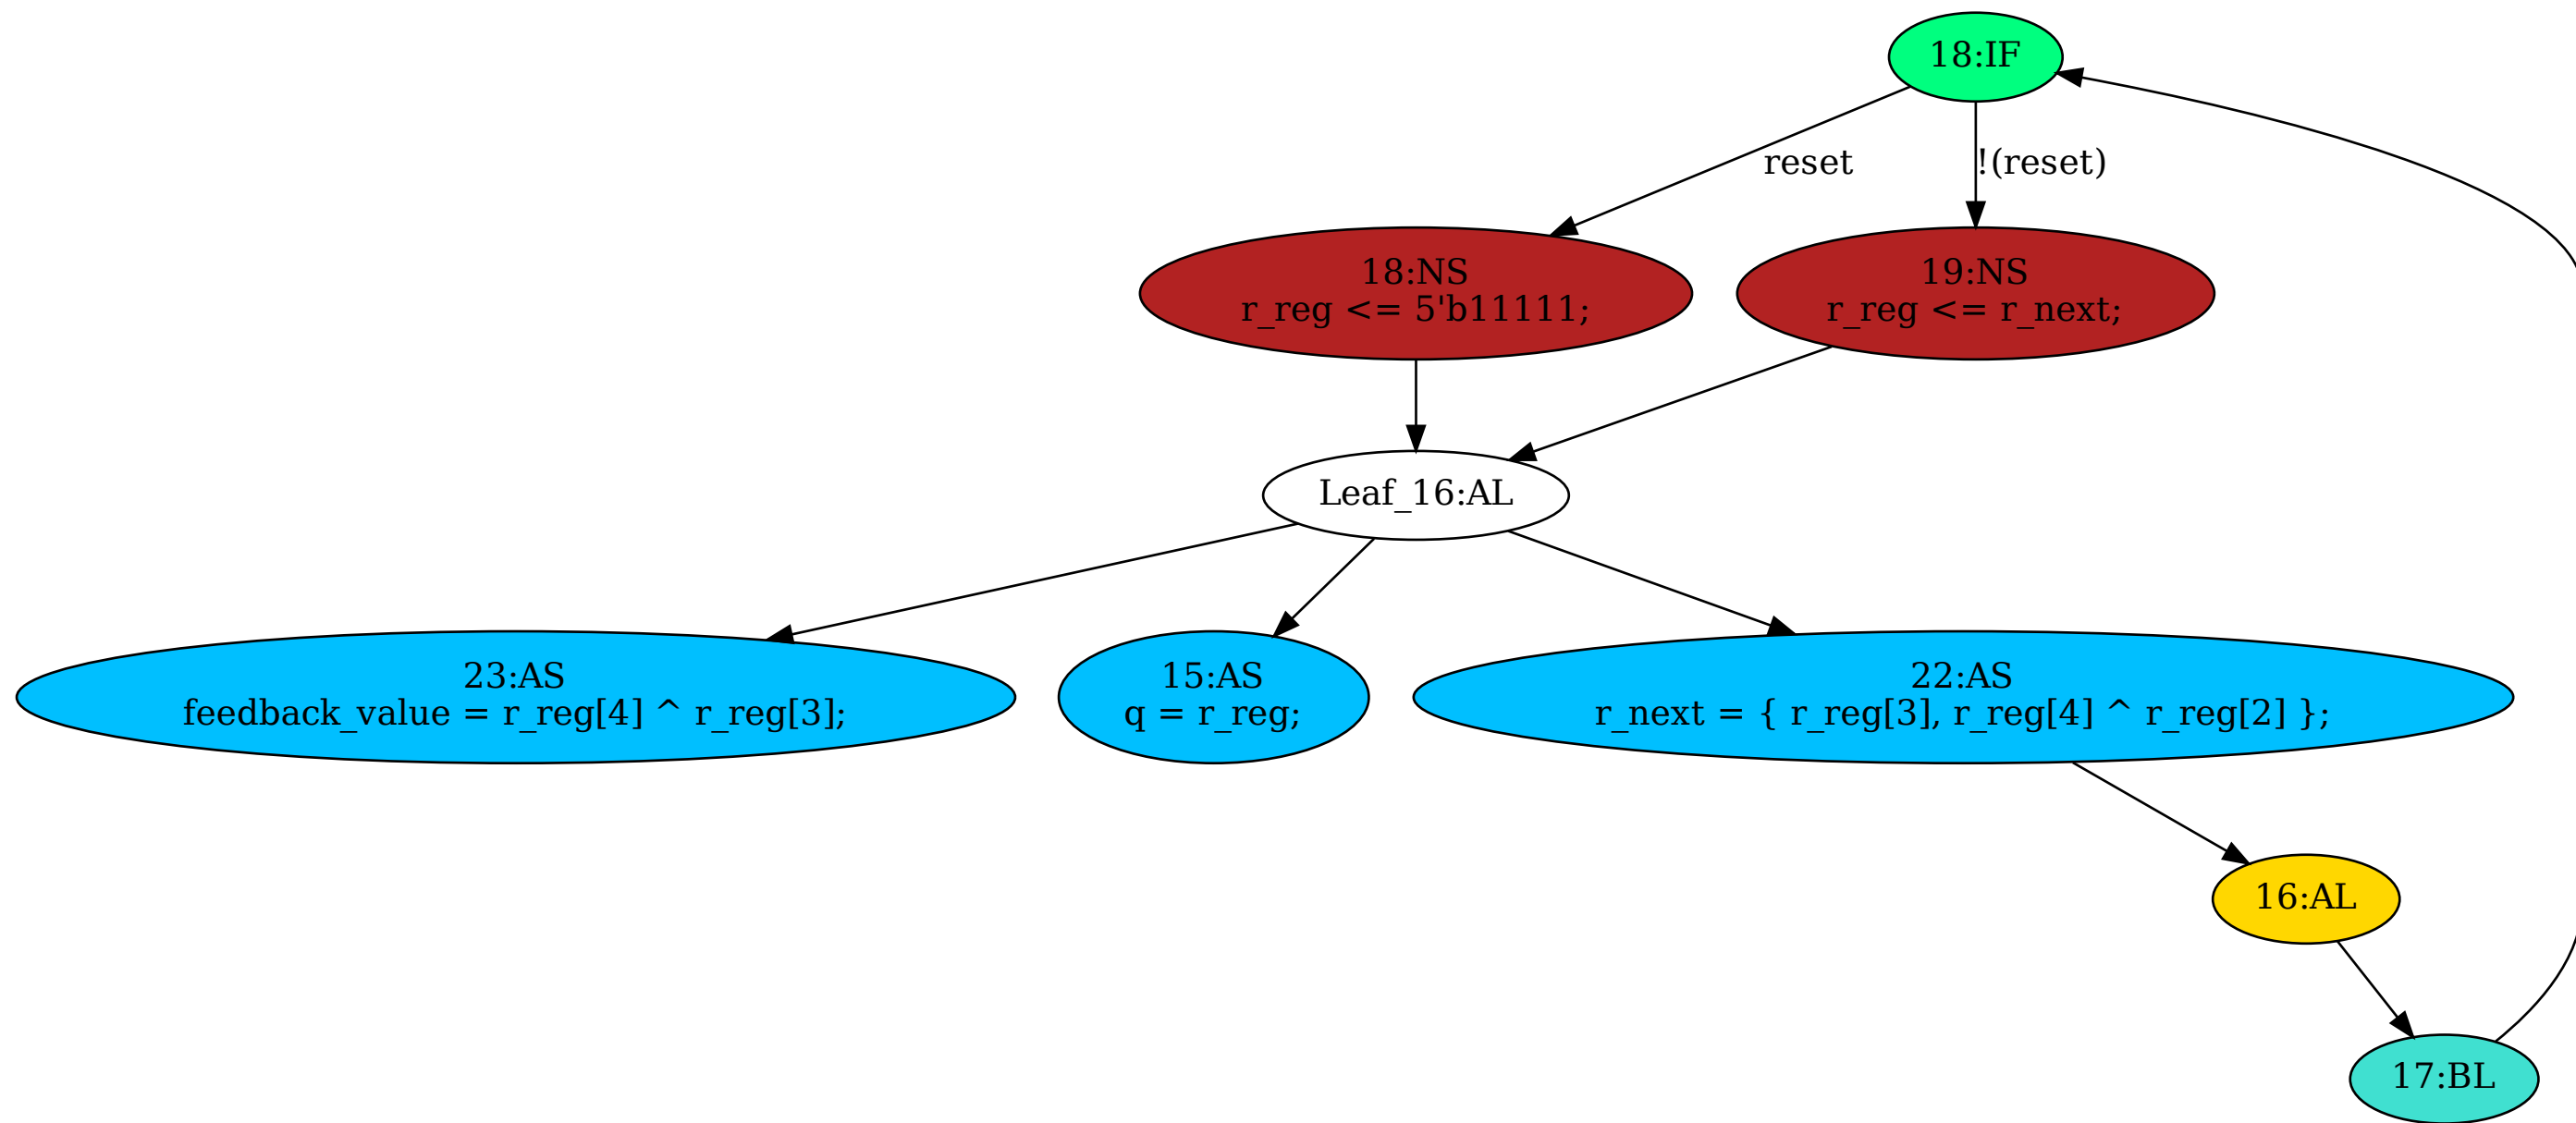 18:IF
reset
!(reset)
18:NS
r_reg <= 5'b11111;
19:NS
r_reg <= r_next;
Leaf_16:AL
23:AS
feedback_value = r_reg[4] ^ r_reg[3];
15:AS
q = r_reg;
22:AS
r_next = { r_reg[3], r_reg[4] ^ r_reg[2] };
16:AL
17:BL